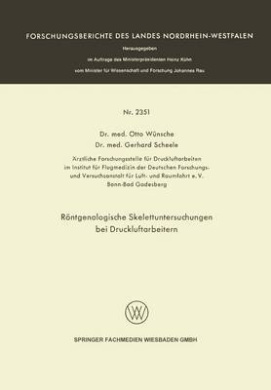 FORSCHUNGSBERICHTE DES LANDES NORDRHEIN-WESTFALEN
Herausgegeben
im Auftrage des Ministerpräsidenten Heinz Kühn
vom Minister für Wissenschaft und Forschung Johannes Rau
Nr. 2351
Dr. med. Otto Wünsche
Dr. med. Gerhard Scheele
Ärztliche Forschungsstelle für Druckluftarbeiten
im Institut für Flugmedizin der Deutschen Forschungs-
und Versuchsanstalt für Luft- und Raumfahrt e. V.
Bonn-Bad Godesberg
Röntgenologische Skelettuntersuchungen
bei Druckluftarbeitern
SPRINGER FACHMEDIEN WIESBADEN GMBH